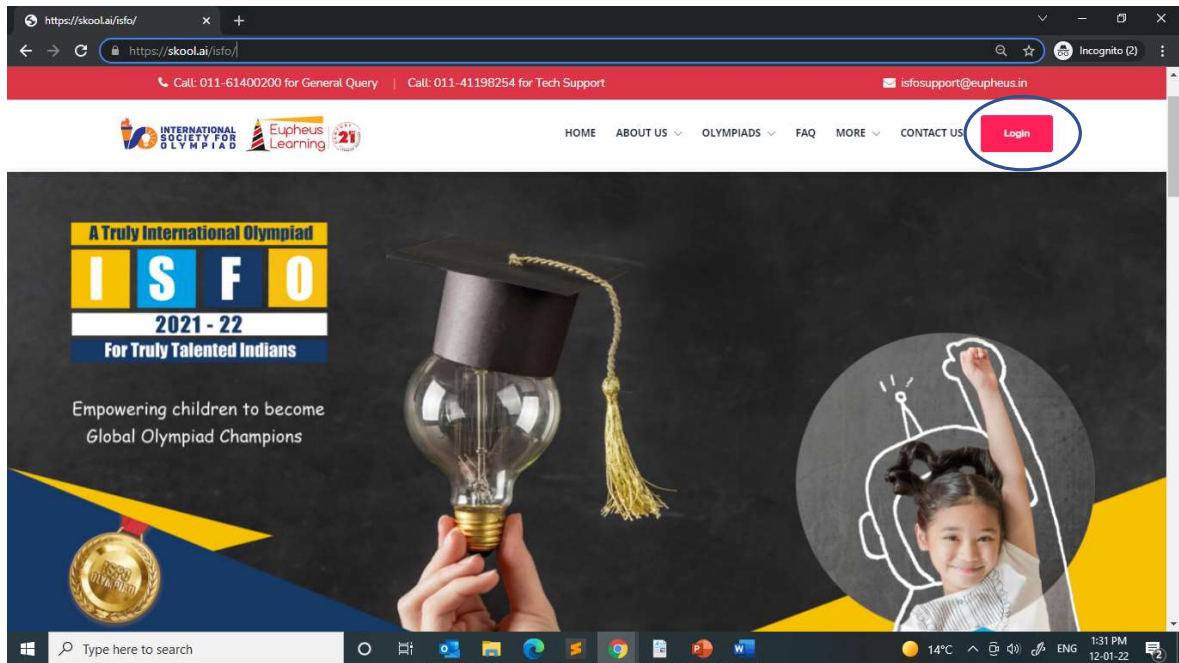 https://skool.ai/isfo/
https://skool.ai/isfo/
Incognito (2)
Call: 011-61400200 for General Query | Call: 011-41198254 for Tech Support
isfosupport@eupheus.in
INTERNATIONAL
SOCIETY FOR
OLYMPIAD
Eupheus
Learning
21
HOME ABOUT US OLYMPIADS FAQ MORE CONTACT US Login
A Truly International Olympiad
I S F O
2021 - 22
For Truly Talented Indians
Empowering children to become
Global Olympiad Champions
ISFO
OLYMPIAD
Type here to search
14°C ENG 1:31 PM
12-01-22
2